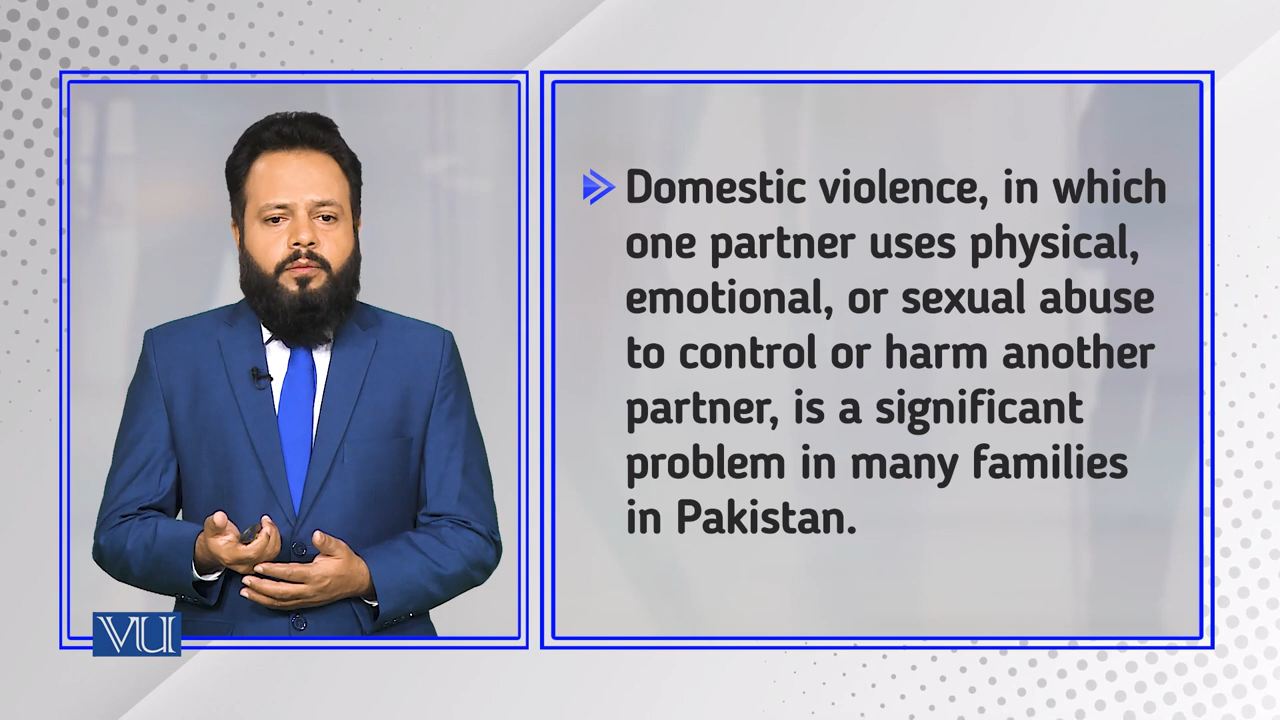 Domestic violence, in which
one partner uses physical,
emotional, or sexual abuse
to control or harm another
partner, is a significant
problem in many families
in Pakistan.
VU